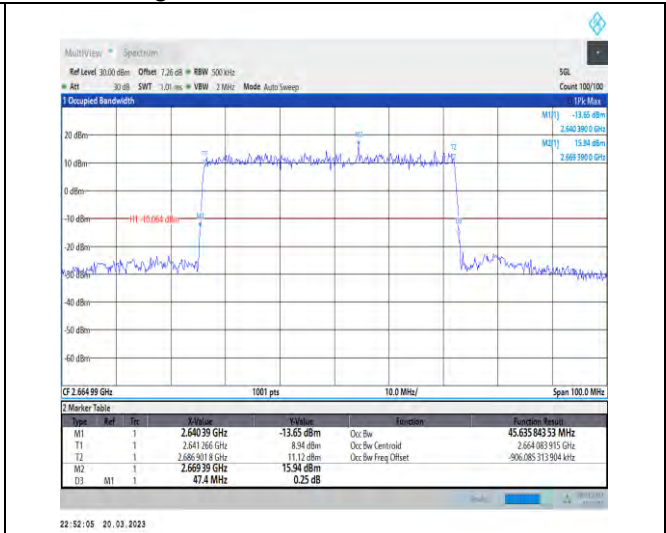 MultiView Spectrum
Ref Level 30.00 dBm Offset 7.26 dB RBW 500 kHz SGL
Att 30 dB SWT 1.01 ms VBW 2 MHz Mode Auto Sweep Count 100/100
1 Occupied Bandwidth 1Pk Max
M1[1] -13.65 dBm
2.640 390 0 GHz
M2[1] 15.94 dBm
2.669 390 0 GHz
20 dBm
10 dBm
0 dBm
-10 dBm
H1 -10.064 dBm
-20 dBm
-30 dBm
-40 dBm
-50 dBm
-60 dBm
M1
T2
CF 2.664 99 GHz 1001 pts 10.0 MHz/ Span 100.0 MHz
2 Marker Table
Type Ref Trc X-Value Y-Value Function Function Result
M1 1 2.640 39 GHz -13.65 dBm Occ Bw 45.635 843 53 MHz
T1 1 2.641 266 GHz 8.94 dBm Occ Bw Centroid 2.664 083 915 GHz
T2 1 2.686 901 8 GHz 11.12 dBm Occ Bw Freq Offset -906.085 313 904 kHz
M2 1 2.669 39 GHz 15.94 dBm
D3 M1 1 47.4 MHz 0.25 dB
22:52:05 20.03.2023